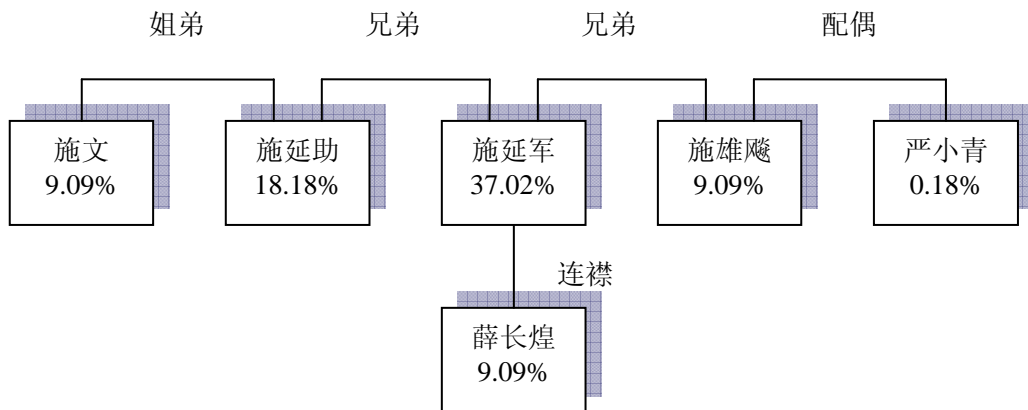 姐弟 兄弟 兄弟 配偶
施文 施延助 施延军 施雄飚 严小青
9.09% 18.18% 37.02% 9.09% 0.18%
连襟
薛长煌
9.09%